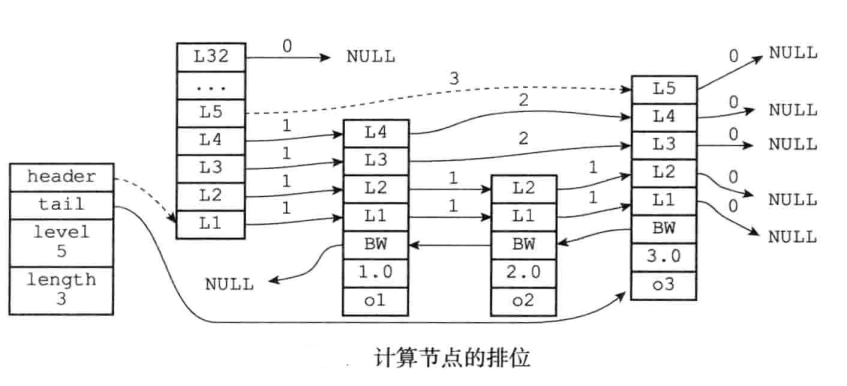 L32 0 NULL
...
L5 3 L5 0 NULL
L4 1 L4 2 L4 0 NULL
L3 1 L3 2 L3 0 NULL
L2 1 L2 1 L2 1 L2 0 NULL
L1 1 L1 1 L1 1 L1 0 NULL
header
tail
level
5
length
3
NULL
BW
1.0
o1
BW
2.0
o2
BW
3.0
o3
计算节点的排位